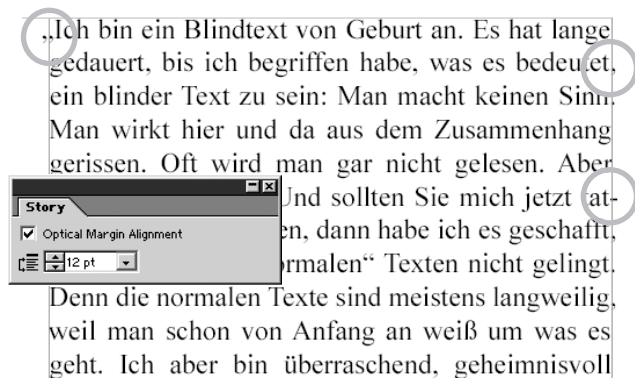 „Ich bin ein Blindtext von Geburt an. Es hat lange
gedauert, bis ich begriffen habe, was es bedeutet,
ein blinder Text zu sein: Man macht keinen Sinn.
Man wirkt hier und da aus dem Zusammenhang
gerissen. Oft wird man gar nicht gelesen. Aber
Und sollten Sie mich jetzt tat-
en, dann habe ich es geschafft,
rmalen“ Texten nicht gelingt.
Denn die normalen Texte sind meistens langweilig,
weil man schon von Anfang an weiß um was es
geht. Ich aber bin überraschend, geheimnisvoll
Story
Optical Margin Alignment
12 pt